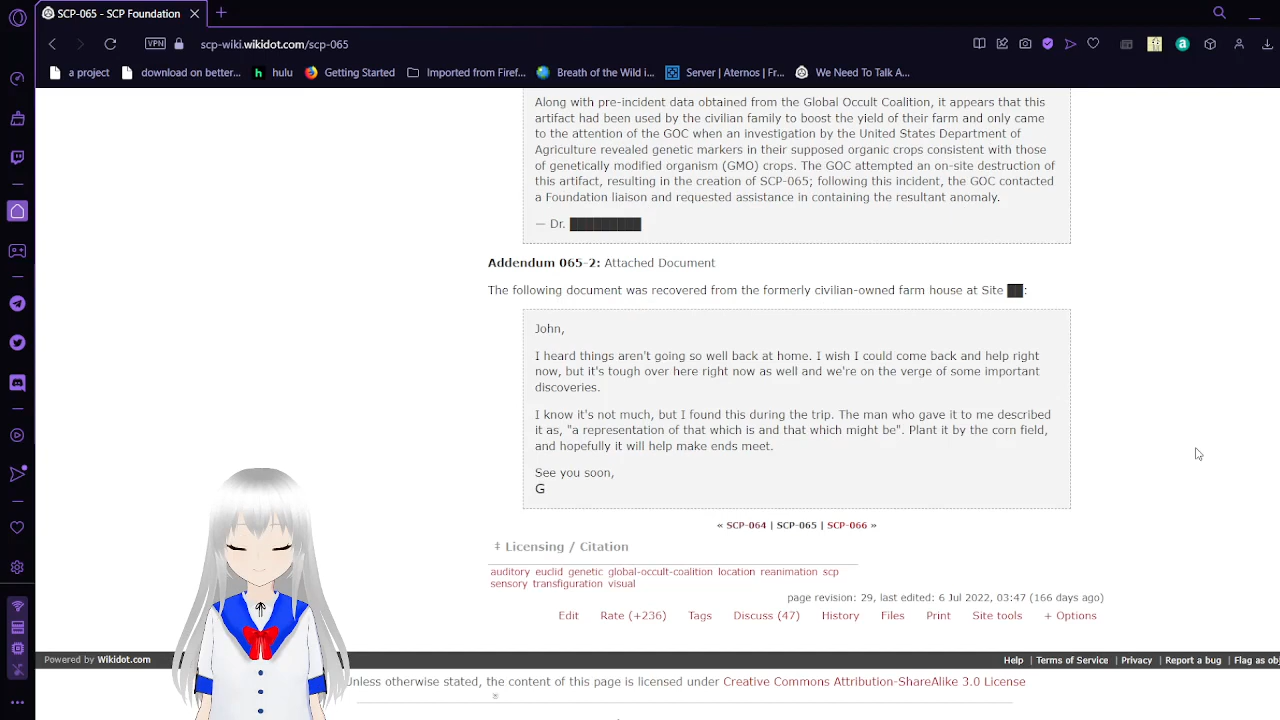 SCP-065 - SCP Foundation
VPN
scp-wiki.wikidot.com/scp-065
a project
download on better...
hulu
Getting Started
Imported from Firef...
Breath of the Wild i...
Server | Aternos | Fr...
We Need To Talk A...
Along with pre-incident data obtained from the Global Occult Coalition, it appears that this
artifact had been used by the civilian family to boost the yield of their farm and only came
to the attention of the GOC when an investigation by the United States Department of
Agriculture revealed genetic markers in their supposed organic crops consistent with those
of genetically modified organism (GMO) crops. The GOC attempted an on-site destruction of
this artifact, resulting in the creation of SCP-065; following this incident, the GOC contacted
a Foundation liaison and requested assistance in containing the resultant anomaly.
— Dr. █████████
Addendum 065-2: Attached Document
The following document was recovered from the formerly civilian-owned farm house at Site ██:
John,
I heard things aren't going so well back at home. I wish I could come back and help right
now, but it's tough over here right now as well and we're on the verge of some important
discoveries.
I know it's not much, but I found this during the trip. The man who gave it to me described
it as, "a representation of that which is and that which might be". Plant it by the corn field,
and hopefully it will help make ends meet.
See you soon,
G
« SCP-064 | SCP-065 | SCP-066 »
‡ Licensing / Citation
auditory euclid genetic global-occult-coalition location reanimation scp
sensory transfiguration visual
page revision: 29, last edited: 6 Jul 2022, 03:47 (166 days ago)
Edit Rate (+236) Tags Discuss (47) History Files Print Site tools + Options
Powered by Wikidot.com
Help | Terms of Service | Privacy | Report a bug | Flag as obj
Unless otherwise stated, the content of this page is licensed under Creative Commons Attribution-ShareAlike 3.0 License